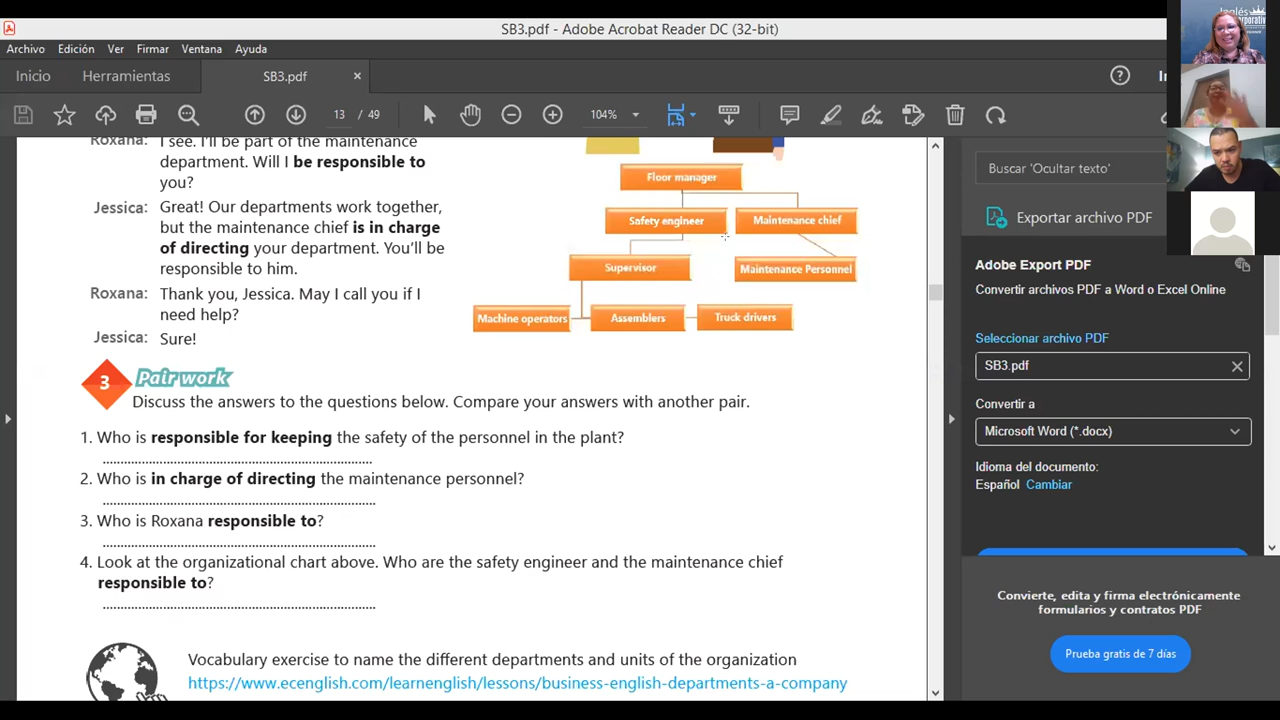 SB3.pdf - Adobe Acrobat Reader DC (32-bit)
Archivo Edición Ver Firmar Ventana Ayuda
Inicio Herramientas SB3.pdf ×
13 / 49 104%
Roxana: I see. I'll be part of the maintenance
department. Will I be responsible to
you?
Jessica: Great! Our departments work together,
but the maintenance chief is in charge
of directing your department. You'll be
responsible to him.
Roxana: Thank you, Jessica. May I call you if I
need help?
Jessica: Sure!
Floor manager
Safety engineer Maintenance chief
Supervisor Maintenance Personnel
Machine operators Assemblers Truck drivers
3 Pair work
Discuss the answers to the questions below. Compare your answers with another pair.
1. Who is responsible for keeping the safety of the personnel in the plant?
2. Who is in charge of directing the maintenance personnel?
3. Who is Roxana responsible to?
4. Look at the organizational chart above. Who are the safety engineer and the maintenance chief
responsible to?
Vocabulary exercise to name the different departments and units of the organization
https://www.ecenglish.com/learnenglish/lessons/business-english-departments-a-company
Buscar 'Ocultar texto'
Exportar archivo PDF
Adobe Export PDF
Convertir archivos PDF a Word o Excel Online
Seleccionar archivo PDF
SB3.pdf
Convertir a
Microsoft Word (*.docx)
Idioma del documento:
Español Cambiar
Convierte, edita y firma electrónicamente
formularios y contratos PDF
Prueba gratis de 7 días
Inglés